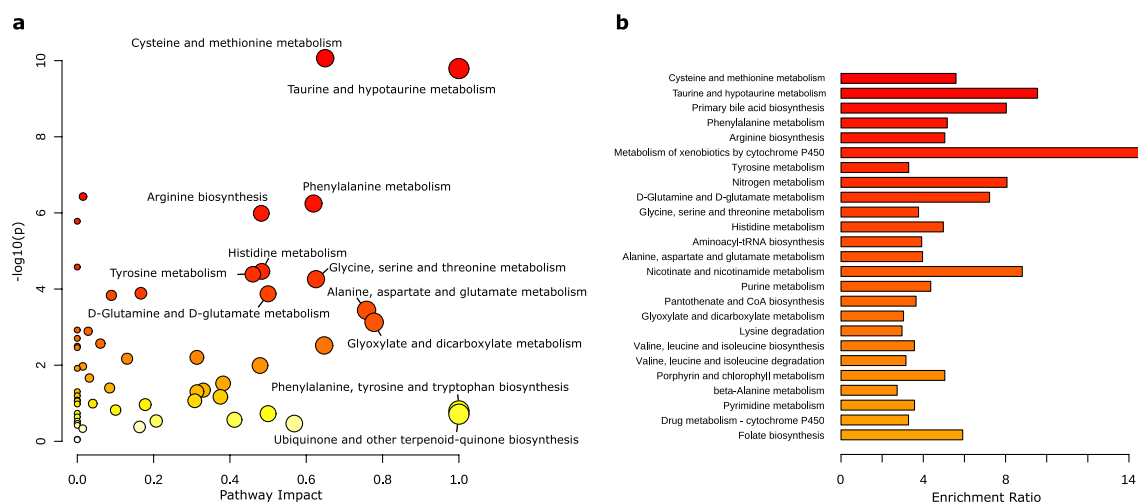 a
Cysteine and methionine metabolism
Taurine and hypotaurine metabolism
Phenylalanine metabolism
Arginine biosynthesis
Histidine metabolism
Tyrosine metabolism
Glycine, serine and threonine metabolism
Alanine, aspartate and glutamate metabolism
D-Glutamine and D-glutamate metabolism
Glyoxylate and dicarboxylate metabolism
Phenylalanine, tyrosine and tryptophan biosynthesis
Ubiquinone and other terpenoid-quinone biosynthesis
-log10(p)
10
8
6
4
2
0
0.0 0.2 0.4 0.6 0.8 1.0
Pathway Impact
b
Cysteine and methionine metabolism
Taurine and hypotaurine metabolism
Primary bile acid biosynthesis
Phenylalanine metabolism
Arginine biosynthesis
Metabolism of xenobiotics by cytochrome P450
Tyrosine metabolism
Nitrogen metabolism
D-Glutamine and D-glutamate metabolism
Glycine, serine and threonine metabolism
Histidine metabolism
Aminoacyl-tRNA biosynthesis
Alanine, aspartate and glutamate metabolism
Nicotinate and nicotinamide metabolism
Purine metabolism
Pantothenate and CoA biosynthesis
Glyoxylate and dicarboxylate metabolism
Lysine degradation
Valine, leucine and isoleucine biosynthesis
Valine, leucine and isoleucine degradation
Porphyrin and chlorophyll metabolism
beta-Alanine metabolism
Pyrimidine metabolism
Drug metabolism - cytochrome P450
Folate biosynthesis
0 4 8 14
Enrichment Ratio